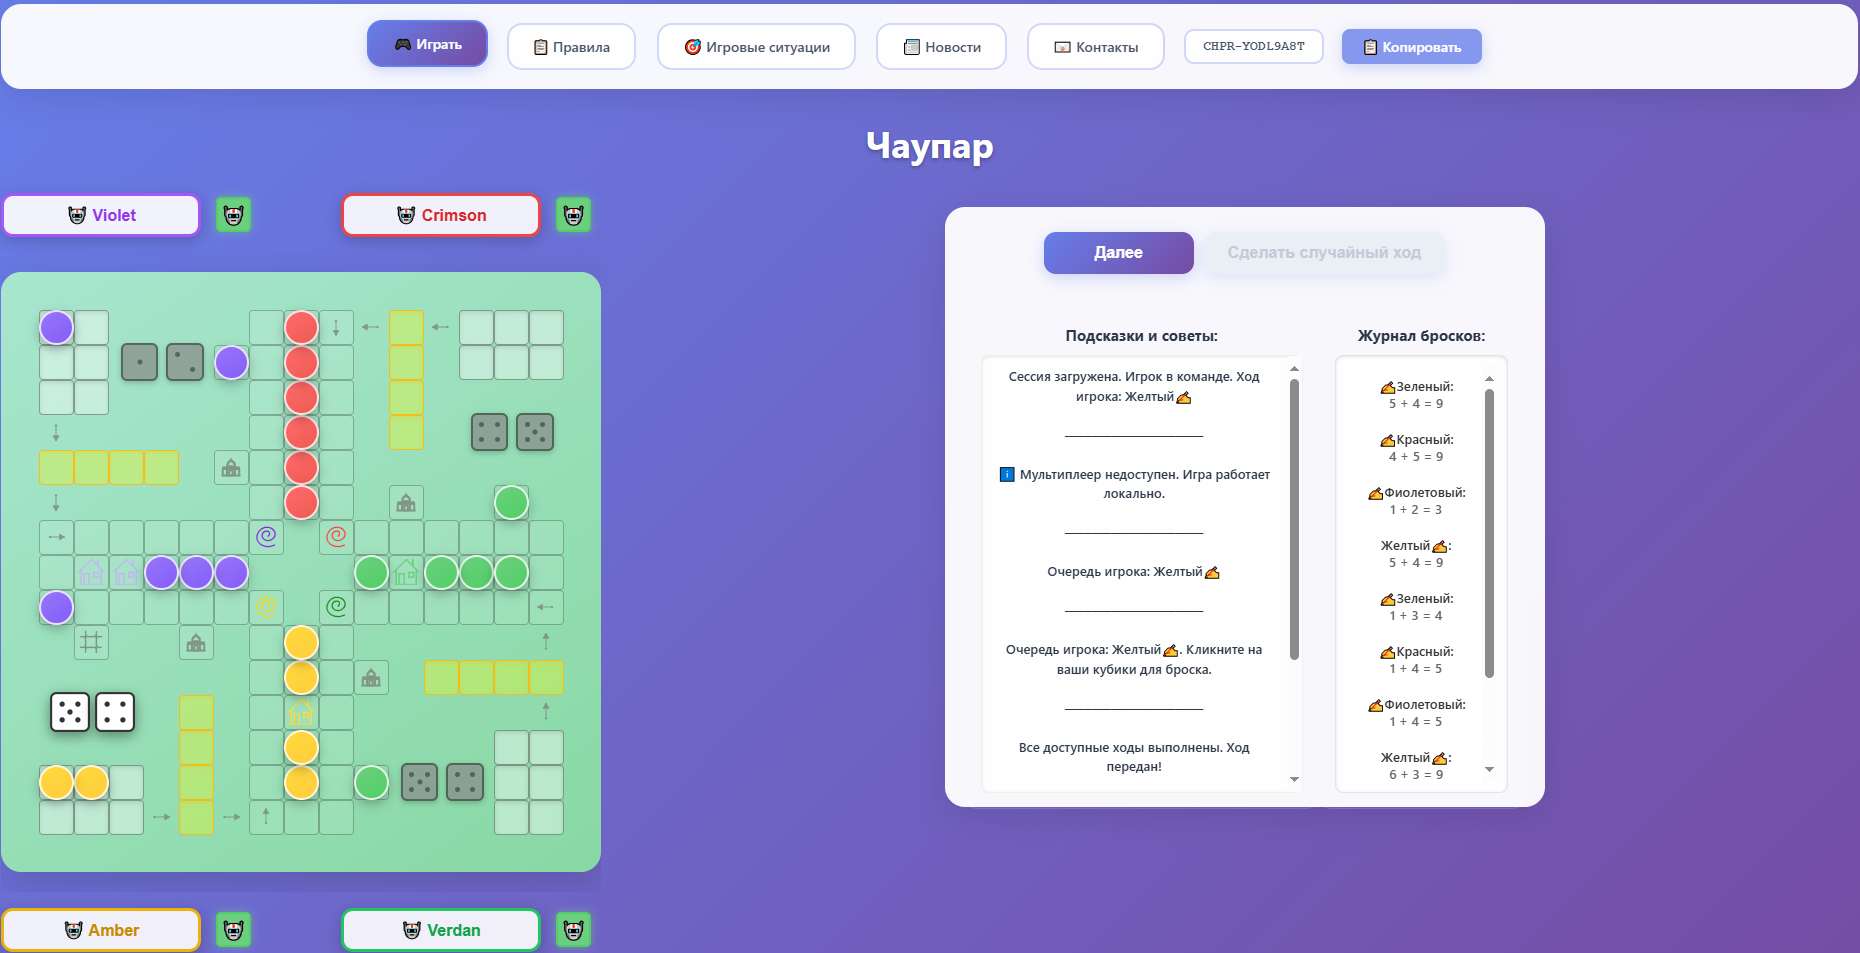 Играть
Правила
Игровые ситуации
Новости
Контакты
CHPR-YODL9A8T
Копировать
Чаупар
Violet
Crimson
Далее
Сделать случайный ход
Подсказки и советы:
Сессия загружена. Игрок в команде. Ход
игрока: Желтый
Мультиплеер недоступен. Игра работает
локально.
Очередь игрока: Желтый
Очередь игрока: Желтый. Кликните на
ваши кубики для броска.
Все доступные ходы выполнены. Ход
передан!
Журнал бросков:
Зеленый:
5 + 4 = 9
Красный:
4 + 5 = 9
Фиолетовый:
1 + 2 = 3
Желтый:
5 + 4 = 9
Зеленый:
1 + 3 = 4
Красный:
1 + 4 = 5
Фиолетовый:
1 + 4 = 5
Желтый:
6 + 3 = 9
Amber
Verdan